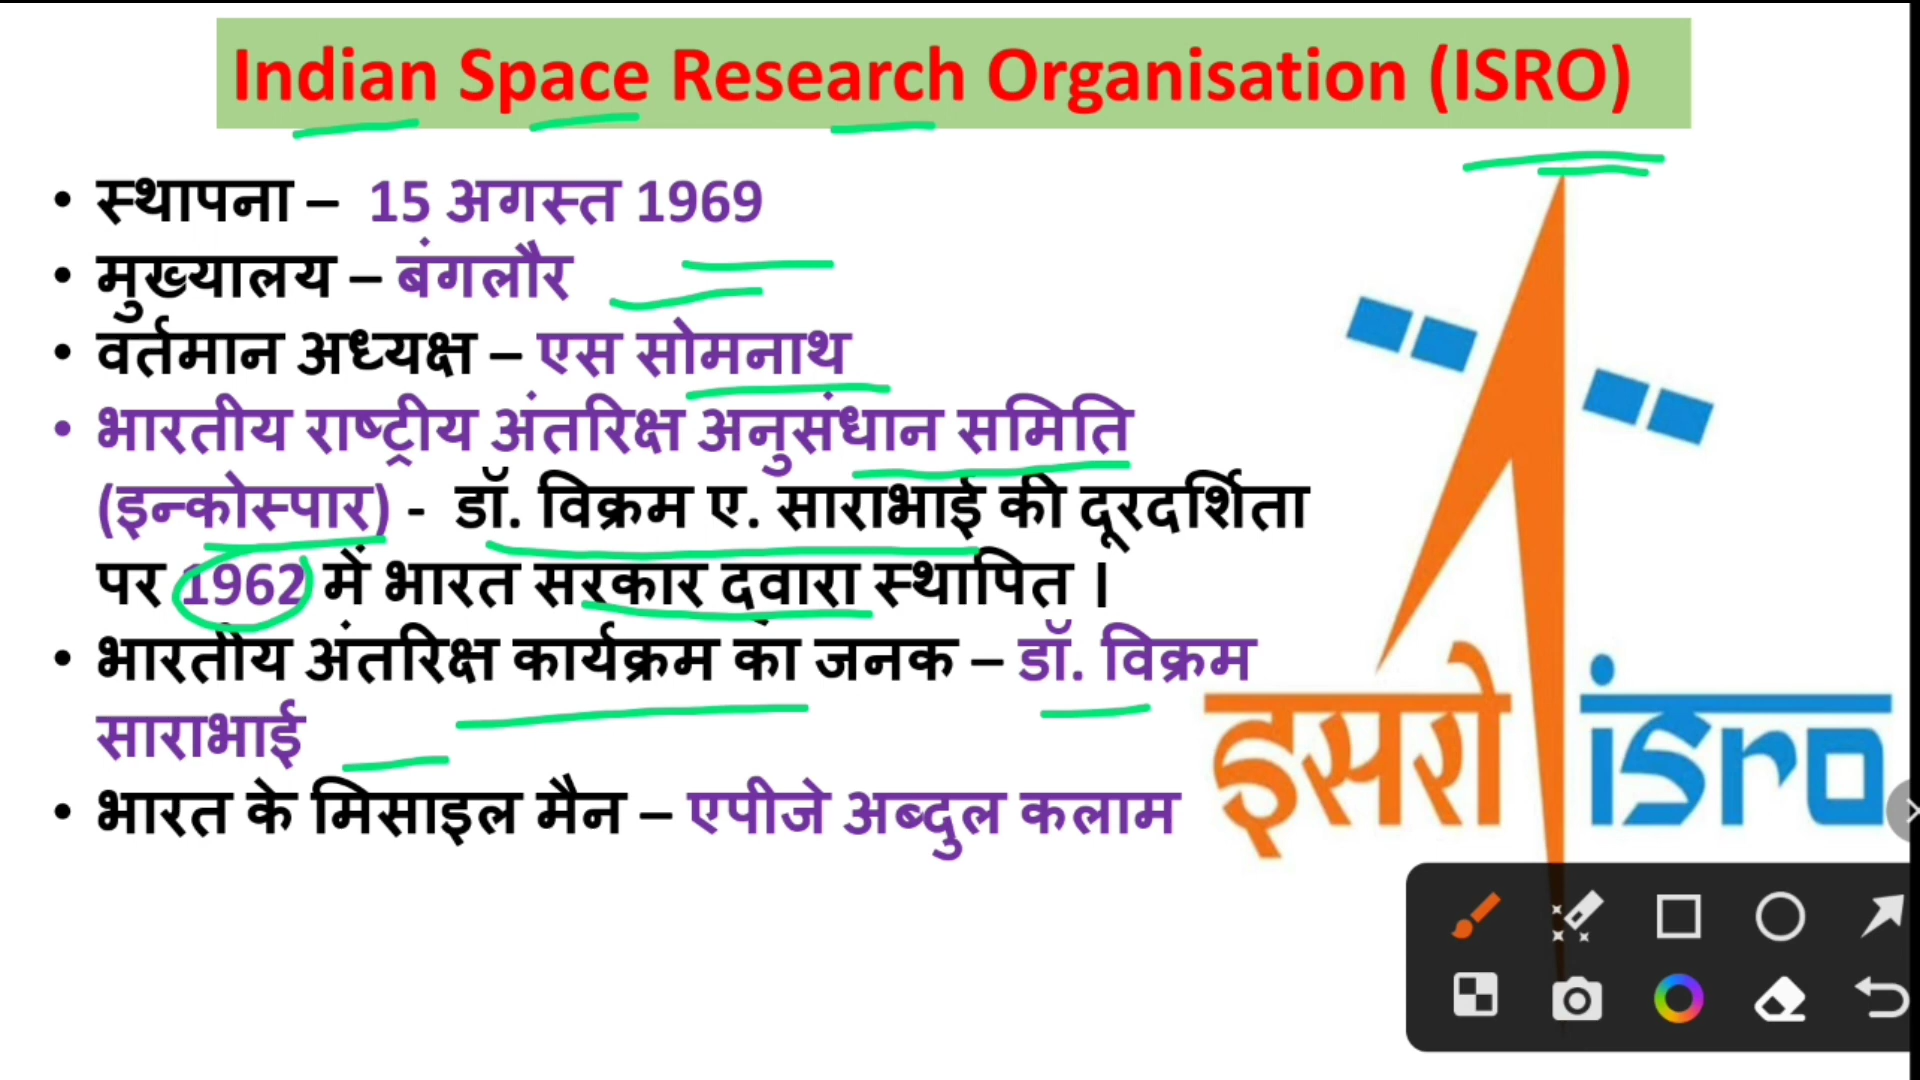 Indian Space Research Organisation (ISRO)
• स्थापना – 15 अगस्त 1969
• मुख्यालय – बंगलौर
• वर्तमान अध्यक्ष – एस सोमनाथ
• भारतीय राष्ट्रीय अंतरिक्ष अनुसंधान समिति
(इन्कोस्पार) - डॉ. विक्रम ए. साराभाई की दूरदर्शिता
पर 1962 में भारत सरकार द्वारा स्थापित ।
• भारतीय अंतरिक्ष कार्यक्रम का जनक – डॉ. विक्रम
साराभाई
• भारत के मिसाइल मैन – एपीजे अब्दुल कलाम
इसरो isro